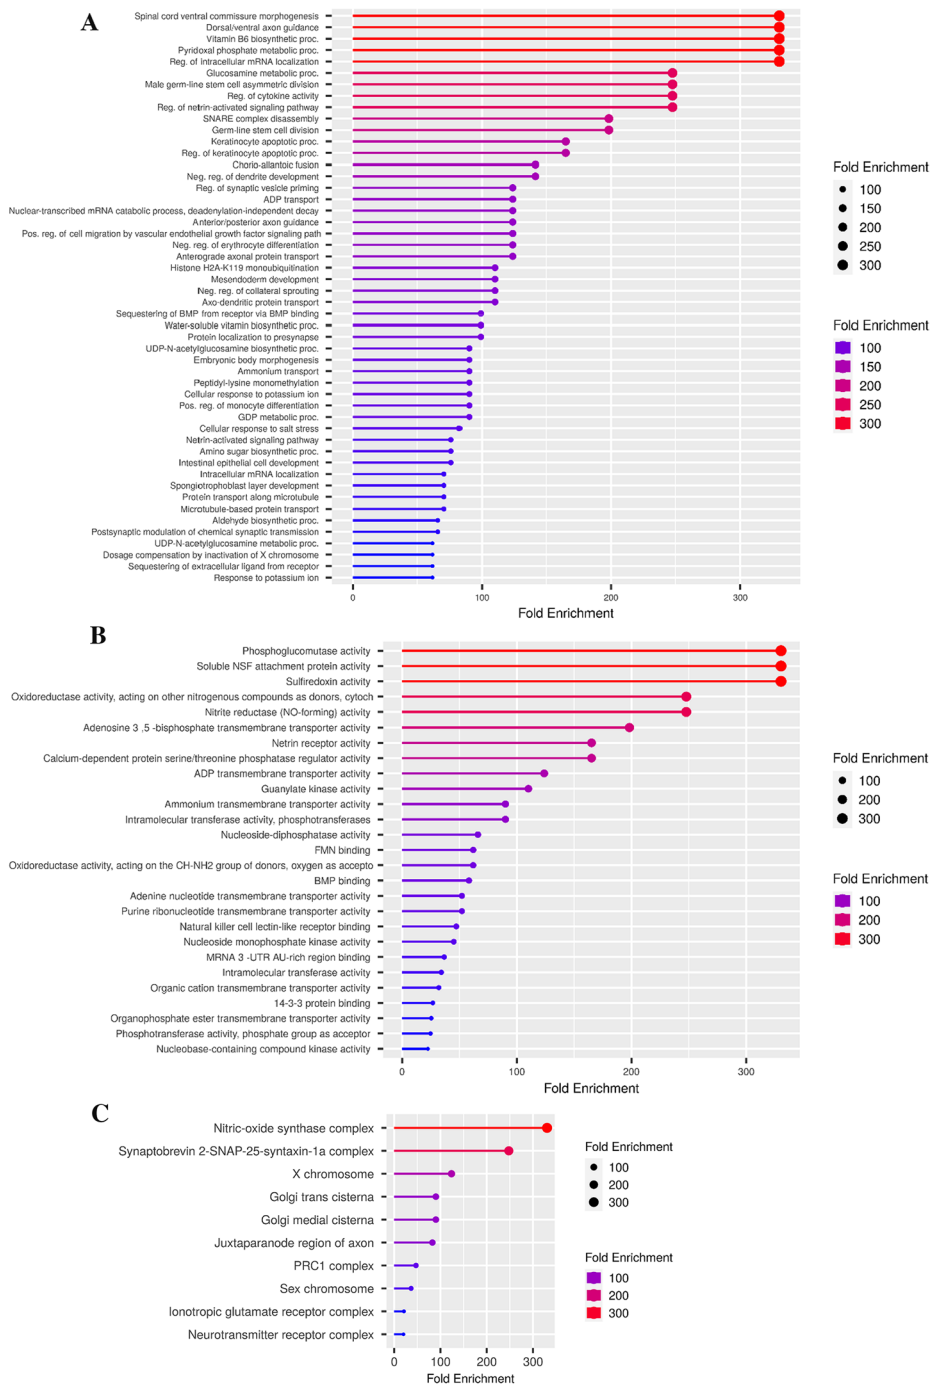 A
Spinal cord ventral commissure morphogenesis
Dorsal/ventral axon guidance
Vitamin B6 biosynthetic proc.
Pyridoxal phosphate metabolic proc.
Reg. of intracellular mRNA localization
Glucosamine metabolic proc.
Male germ-line stem cell asymmetric division
Reg. of cytokine activity
Reg. of netrin-activated signaling pathway
SNARE complex disassembly
Germ-line stem cell division
Keratinocyte apoptotic proc.
Reg. of keratinocyte apoptotic proc.
Chorio-allantoic fusion
Neg. reg. of dendrite development
Reg. of synaptic vesicle priming
ADP transport
Nuclear-transcribed mRNA catabolic process, deadenylation-independent decay
Anterior/posterior axon guidance
Pos. reg. of cell migration by vascular endothelial growth factor signaling path
Neg. reg. of erythrocyte differentiation
Anterograde axonal protein transport
Histone H2A-K119 monoubiquitination
Mesendoderm development
Neg. reg. of collateral sprouting
Axo-dendritic protein transport
Sequestering of BMP from receptor via BMP binding
Water-soluble vitamin biosynthetic proc.
Protein localization to presynapse
UDP-N-acetylglucosamine biosynthetic proc.
Embryonic body morphogenesis
Ammonium transport
Peptidyl-lysine monomethylation
Cellular response to potassium ion
Pos. reg. of monocyte differentiation
GDP metabolic proc.
Cellular response to salt stress
Netrin-activated signaling pathway
Amino sugar biosynthetic proc.
Intestinal epithelial cell development
Intracellular mRNA localization
Spongiotrophoblast layer development
Protein transport along microtubule
Microtubule-based protein transport
Aldehyde biosynthetic proc.
Postsynaptic modulation of chemical synaptic transmission
UDP-N-acetylglucosamine metabolic proc.
Dosage compensation by inactivation of X chromosome
Sequestering of extracellular ligand from receptor
Response to potassium ion
0 100 200 300
Fold Enrichment
Fold Enrichment
100
150
200
250
300
Fold Enrichment
100
150
200
250
300
B
Phosphoglucomutase activity
Soluble NSF attachment protein activity
Sulfiredoxin activity
Oxidoreductase activity, acting on other nitrogenous compounds as donors, cytoch
Nitrite reductase (NO-forming) activity
Adenosine 3 ,5 -bisphosphate transmembrane transporter activity
Netrin receptor activity
Calcium-dependent protein serine/threonine phosphatase regulator activity
ADP transmembrane transporter activity
Guanylate kinase activity
Ammonium transmembrane transporter activity
Intramolecular transferase activity, phosphotransferases
Nucleoside-diphosphatase activity
FMN binding
Oxidoreductase activity, acting on the CH-NH2 group of donors, oxygen as accepto
BMP binding
Adenine nucleotide transmembrane transporter activity
Purine ribonucleotide transmembrane transporter activity
Natural killer cell lectin-like receptor binding
Nucleoside monophosphate kinase activity
MRNA 3 -UTR AU-rich region binding
Intramolecular transferase activity
Organic cation transmembrane transporter activity
14-3-3 protein binding
Organophosphate ester transmembrane transporter activity
Phosphotransferase activity, phosphate group as acceptor
Nucleobase-containing compound kinase activity
0 100 200 300
Fold Enrichment
Fold Enrichment
100
200
300
Fold Enrichment
100
200
300
C
Nitric-oxide synthase complex
Synaptobrevin 2-SNAP-25-syntaxin-1a complex
X chromosome
Golgi trans cisterna
Golgi medial cisterna
Juxtaparanode region of axon
PRC1 complex
Sex chromosome
Ionotropic glutamate receptor complex
Neurotransmitter receptor complex
0 100 200 300
Fold Enrichment
Fold Enrichment
100
200
300
Fold Enrichment
100
200
300